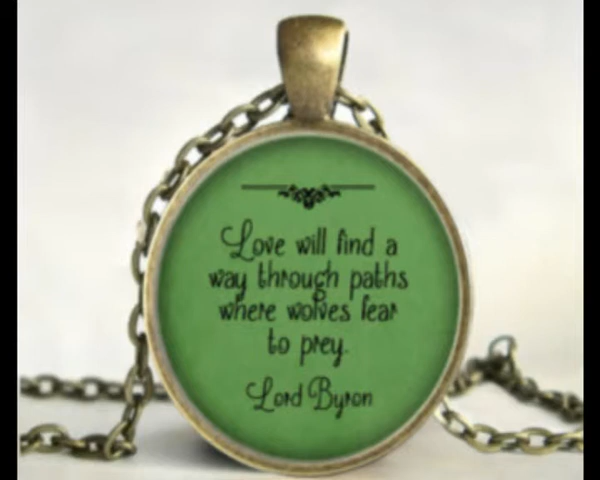 Love will find a
way through paths
where wolves fear
to prey.
Lord Byron